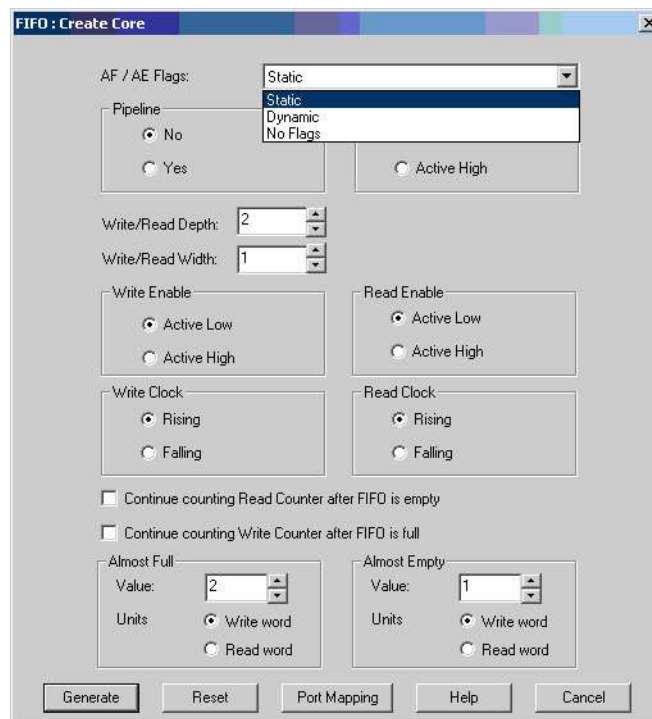 FIFO : Create Core
AF / AE Flags:
Static
Static
Dynamic
No Flags
Pipeline
No
Yes
Active High
Write/Read Depth:
2
Write/Read Width:
1
Write Enable
Active Low
Active High
Read Enable
Active Low
Active High
Write Clock
Rising
Falling
Read Clock
Rising
Falling
Continue counting Read Counter after FIFO is empty
Continue counting Write Counter after FIFO is full
Almost Full
Value:
2
Units
Write word
Read word
Almost Empty
Value:
1
Units
Write word
Read word
Generate
Reset
Port Mapping
Help
Cancel